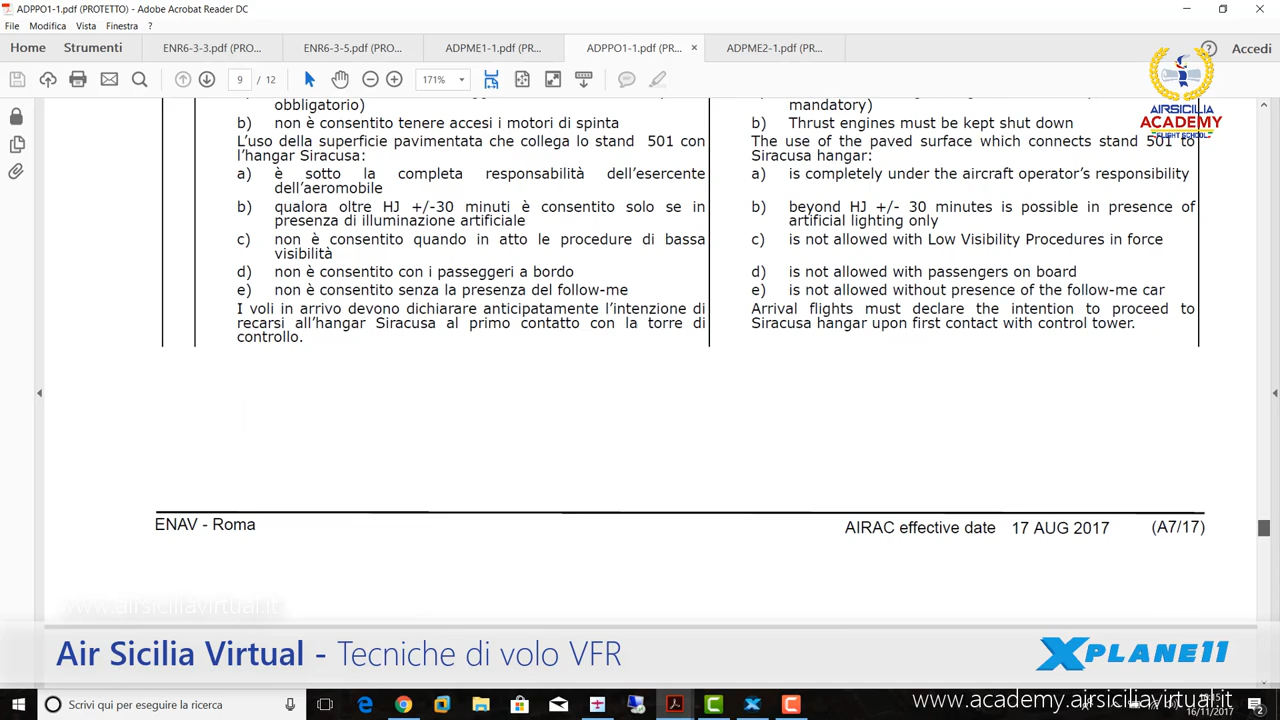 ADPPO1-1.pdf (PROTETTO) - Adobe Acrobat Reader DC
File Modifica Vista Finestra ?
Home Strumenti ENR6-3-3.pdf (PRO... ENR6-3-5.pdf (PRO... ADPME1-1.pdf (PR... ADPPO1-1.pdf (PR... × ADPME2-1.pdf (PR... Accedi
9 / 12 171%
AIRSICILIA
ACADEMY
FLIGHT SCHOOL
obbligatorio)
b) non è consentito tenere accesi i motori di spinta
L'uso della superficie pavimentata che collega lo stand 501 con
l'hangar Siracusa:
a) è sotto la completa responsabilità dell'esercente
dell'aeromobile
b) qualora oltre HJ +/-30 minuti è consentito solo se in
presenza di illuminazione artificiale
c) non è consentito quando in atto le procedure di bassa
visibilità
d) non è consentito con i passeggeri a bordo
e) non è consentito senza la presenza del follow-me
I voli in arrivo devono dichiarare anticipatamente l'intenzione di
recarsi all'hangar Siracusa al primo contatto con la torre di
controllo.
mandatory)
b) Thrust engines must be kept shut down
The use of the paved surface which connects stand 501 to
Siracusa hangar:
a) is completely under the aircraft operator's responsibility
b) beyond HJ +/- 30 minutes is possible in presence of
artificial lighting only
c) is not allowed with Low Visibility Procedures in force
d) is not allowed with passengers on board
e) is not allowed without presence of the follow-me car
Arrival flights must declare the intention to proceed to
Siracusa hangar upon first contact with control tower.
ENAV - Roma
AIRAC effective date 17 AUG 2017 (A7/17)
www.airsiciliavirtual.it
Air Sicilia Virtual - Tecniche di volo VFR
XPLANE11
Scrivi qui per eseguire la ricerca
www.academy.airsiciliavirtual.it
16/11/2017